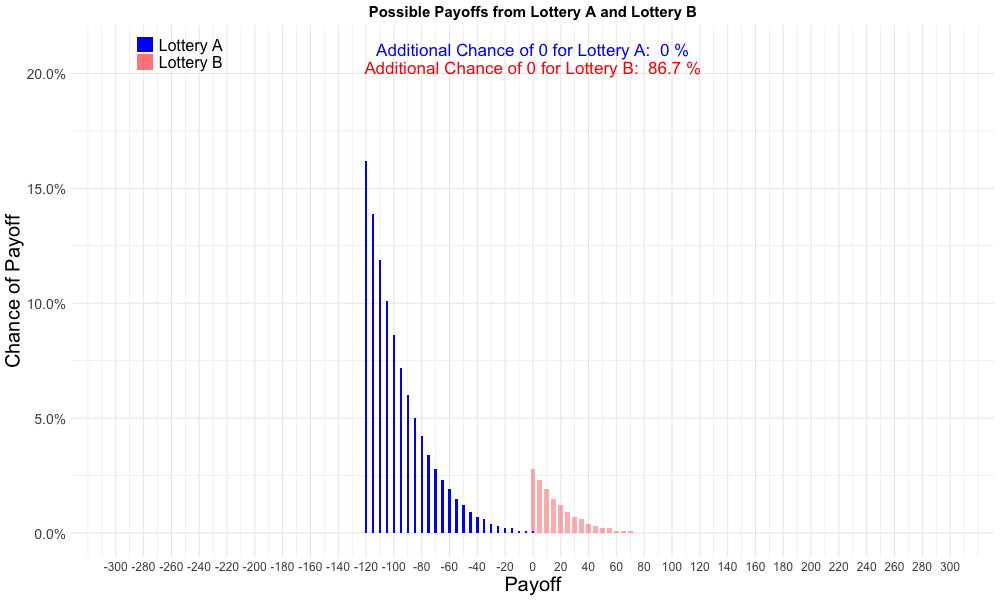 Possible Payoffs from Lottery A and Lottery B
Lottery A
Lottery B
Additional Chance of 0 for Lottery A:  0 %
Additional Chance of 0 for Lottery B:  86.7 %
20.0%
15.0%
10.0%
5.0%
0.0%
Chance of Payoff
-300 -280 -260 -240 -220 -200 -180 -160 -140 -120 -100 -80 -60 -40 -20 0 20 40 60 80 100 120 140 160 180 200 220 240 260 280 300
Payoff